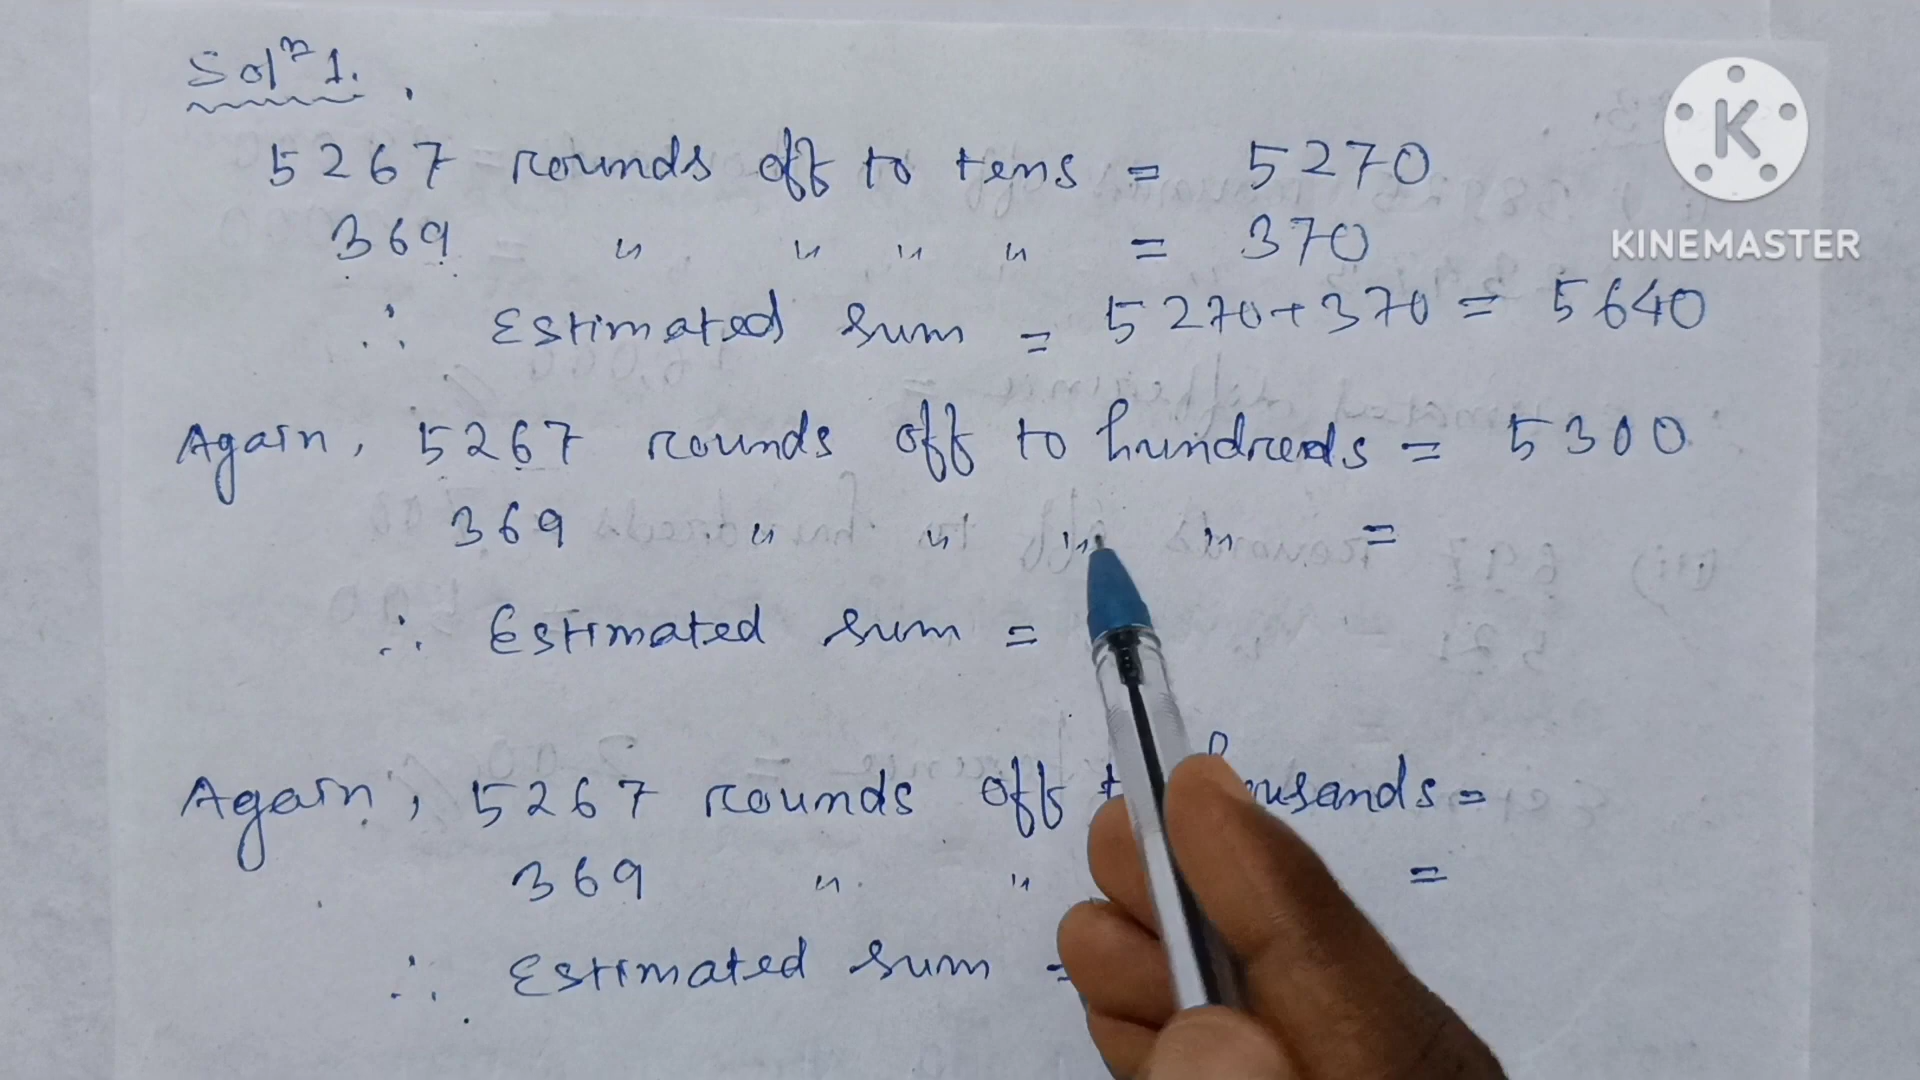 Solⁿ 1.
5267 rounds off to tens = 5270
369 " " " " = 370
∴ Estimated sum = 5270+370 = 5640
Again, 5267 rounds off to hundreds = 5300
369 " " " " =
∴ Estimated sum =
Again, 5267 rounds off =
369 " " =
∴ Estimated sum =
K
KINEMASTER